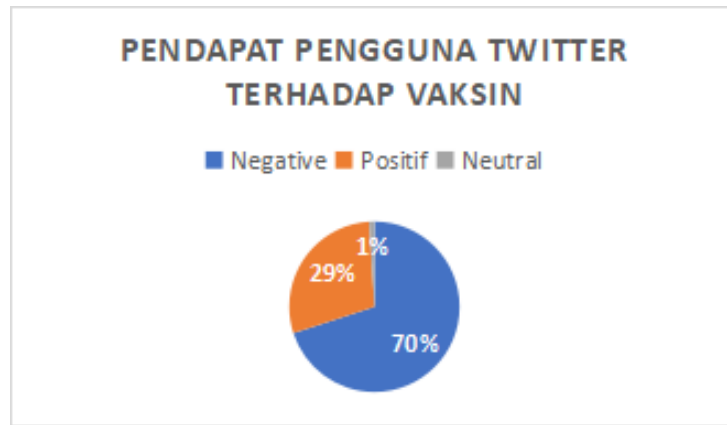 PENDAPAT PENGGUNA TWITTER
TERHADAP VAKSIN
Negative Positif Neutral
1%
29%
70%